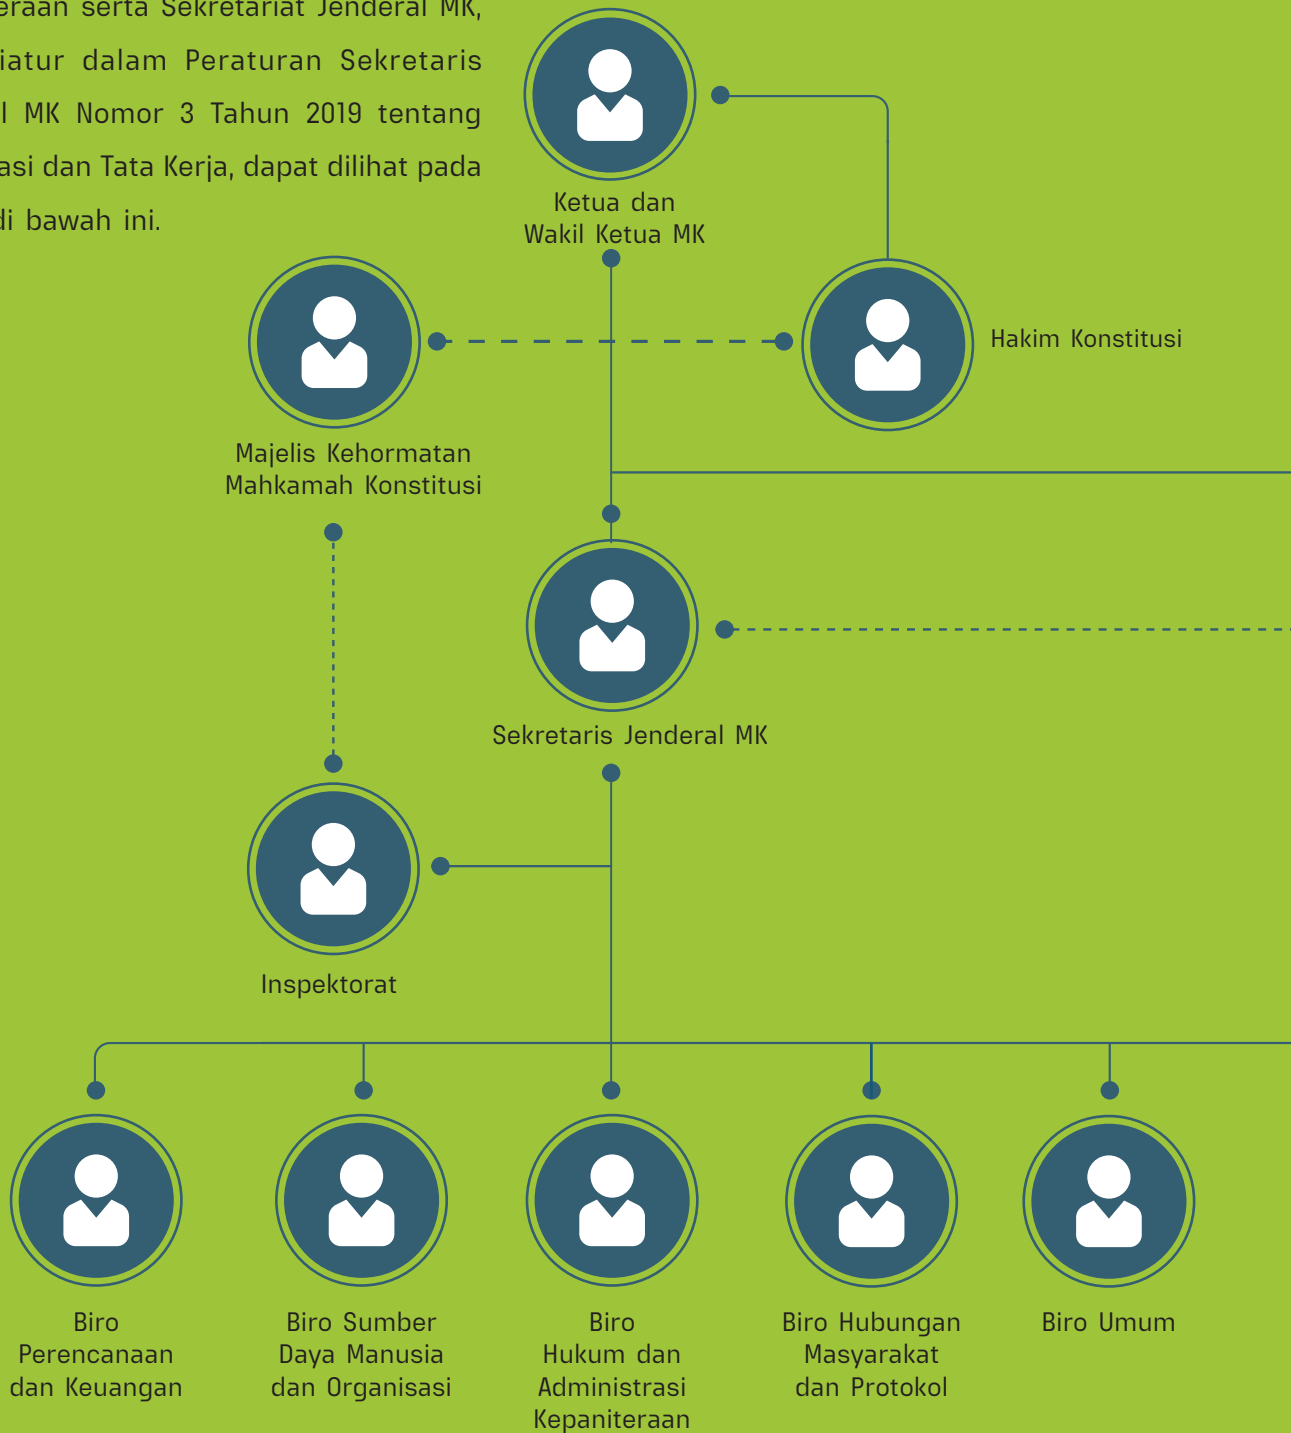 serta Sekretariat Jenderal MK,
dalam Peraturan Sekretaris
MK Nomor 3 Tahun 2019 tentang
dan Tata Kerja, dapat dilihat pada
di bawah ini.
Ketua dan
Wakil Ketua MK
Hakim Konstitusi
Majelis Kehormatan
Mahkamah Konstitusi
Sekretaris Jenderal MK
Inspektorat
Biro
Perencanaan
dan Keuangan
Biro Sumber
Daya Manusia
dan Organisasi
Biro
Hukum dan
Administrasi
Kepaniteraan
Biro Hubungan
Masyarakat
dan Protokol
Biro Umum